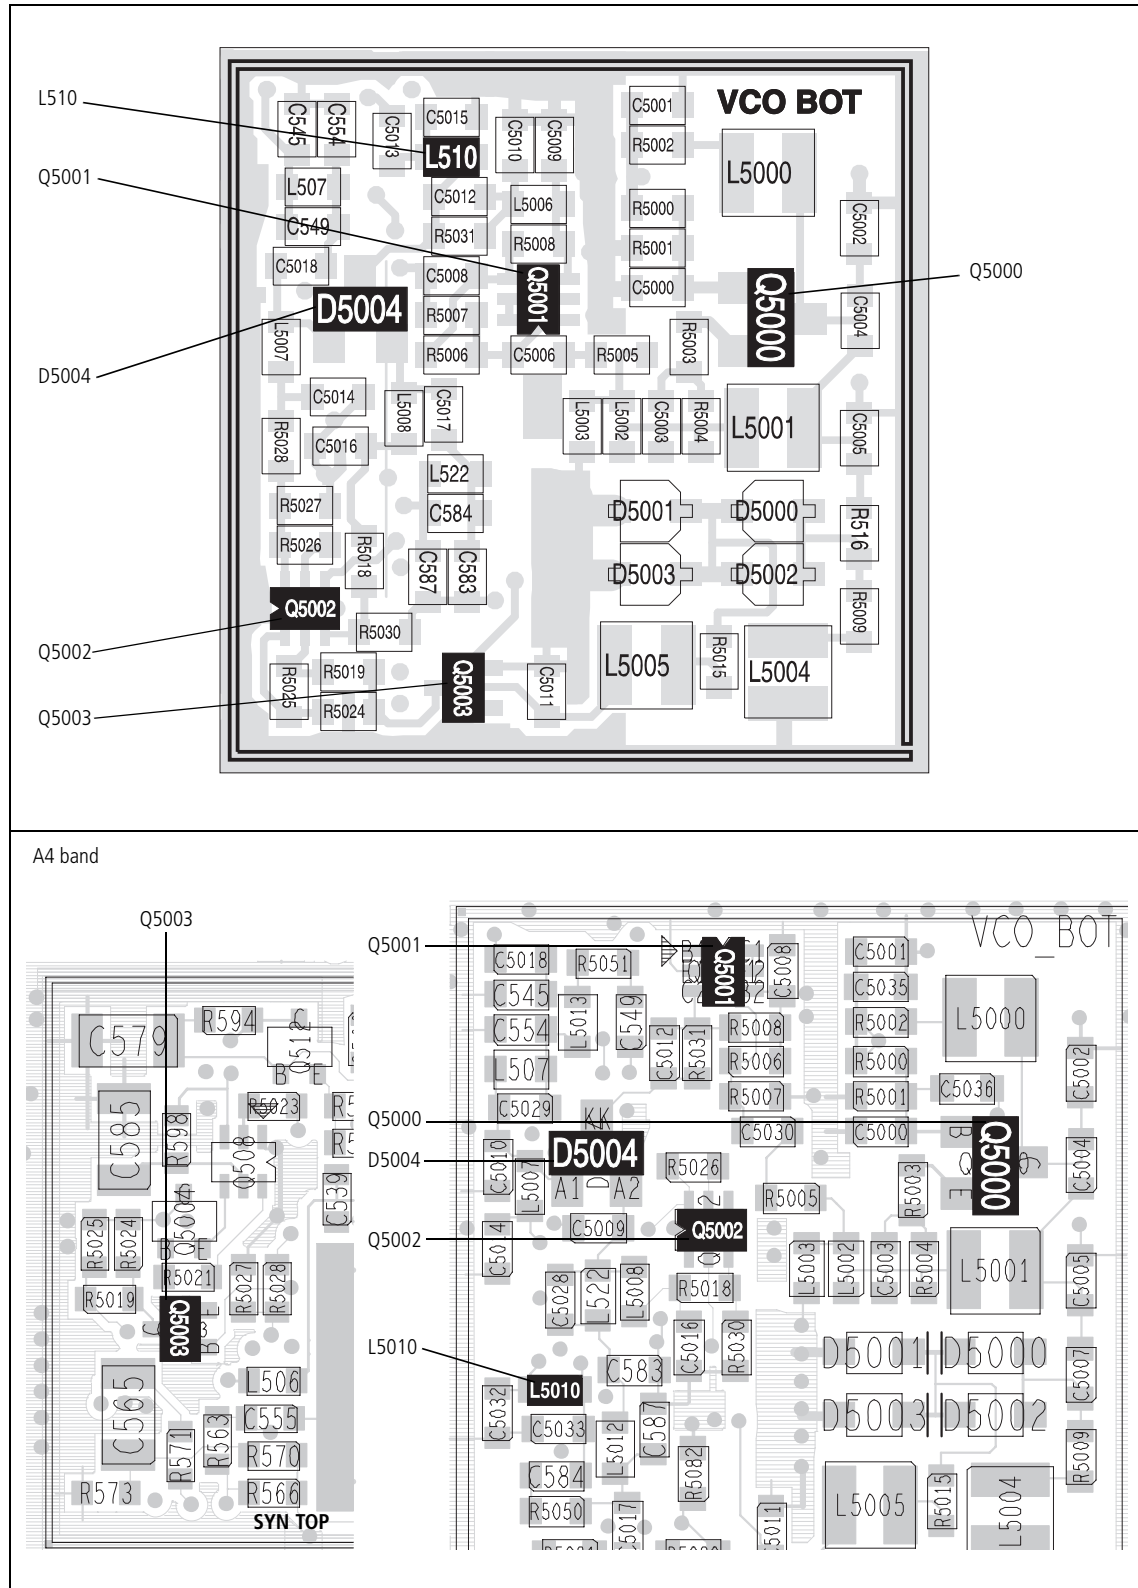 L510
Q5001
D5004
Q5002
Q5003
Q5000
VCO BOT
C545
C554
C5013
C5015
L510
C5010
C5009
C5001
R5002
L5000
L507
C549
C5018
C5012
R5031
L5006
R5008
R5000
R5001
C5000
C5002
D5004
C5008
R5007
R5006
Q5001
C5006
R5005
R5003
Q5000
C5004
L5007
C5014
L5008
C5017
L5003
L5002
C5003
R5004
L5001
C5005
R5028
C5016
L522
C584
R5027
R5026
R5018
C587
C583
D5001
D5000
D5003
D5002
R516
R5009
Q5002
R5030
R5025
R5019
R5024
Q5003
C5011
L5005
R5015
L5004
A4 band
Q5003
C579
R594
C
Q512
B E
C585
R598
R5023
Q508
C539
Q5004
B E
R5025
R5024
R5021
R5027
R5028
R5019
Q5003
C565
L506
C555
R571
R563
R570
R573
R566
SYN TOP
Q5001
Q5000
D5004
Q5002
L5010
VCO_BOT
C5018
R5051
Q5001
C5008
C5001
C545
C5035
C554
L5013
C549
R5008
R5002
L5000
L507
C5012
R5031
R5006
R5000
C5002
C5029
R5007
R5001
C5036
KK
C5030
C5000
B
Q5000
C5004
C5010
L5007
D5004
A1
A2
R5026
R5005
R5003
E
C5009
Q5002
L5003
L5002
C5003
R5004
L5001
C5005
C5028
L522
L5008
R5018
C5016
R5030
D5001
D5000
C5007
C583
L5010
C5032
C5033
L5012
C587
D5003
D5002
R5009
C584
R5082
R5050
C5017
C5011
L5005
R5015
L5004